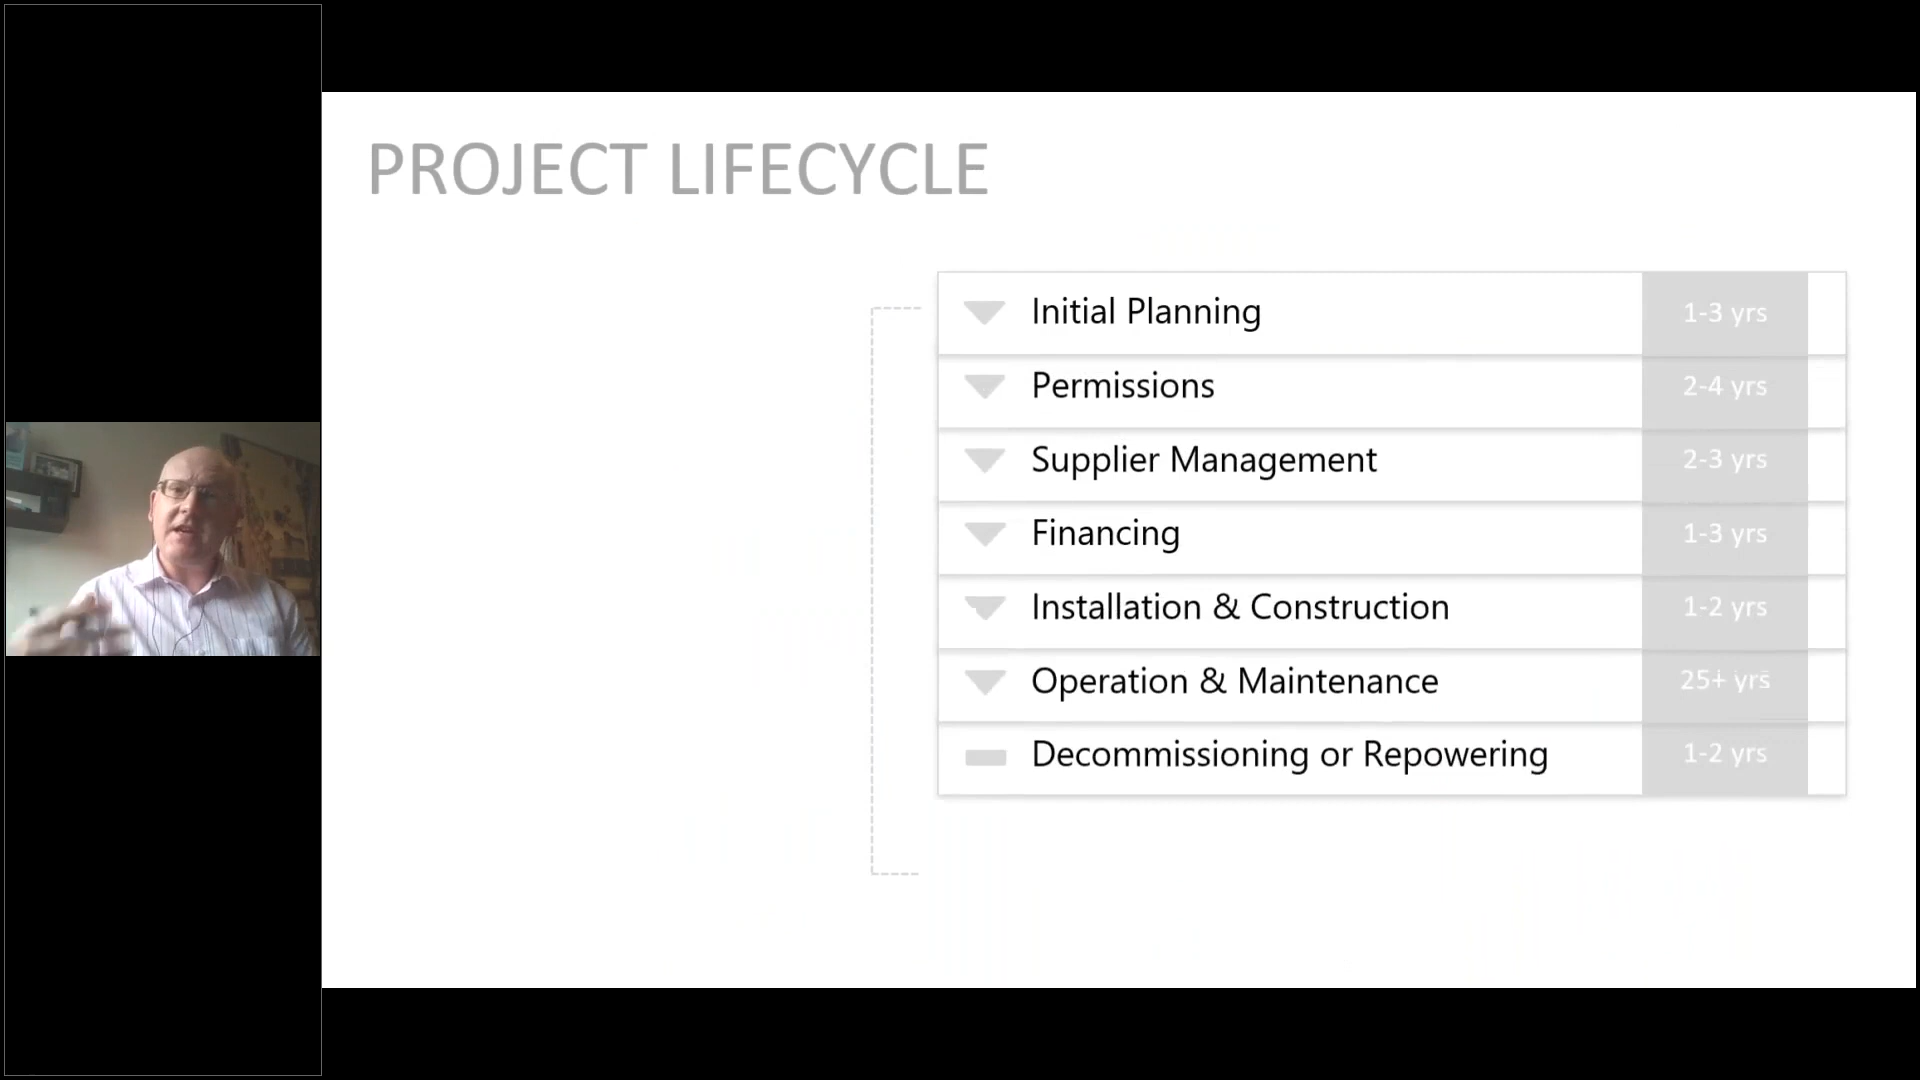 PROJECT LIFECYCLE
Initial Planning 1-3 yrs
Permissions 2-4 yrs
Supplier Management 2-3 yrs
Financing 1-3 yrs
Installation & Construction 1-2 yrs
Operation & Maintenance 25+ yrs
Decommissioning or Repowering 1-2 yrs